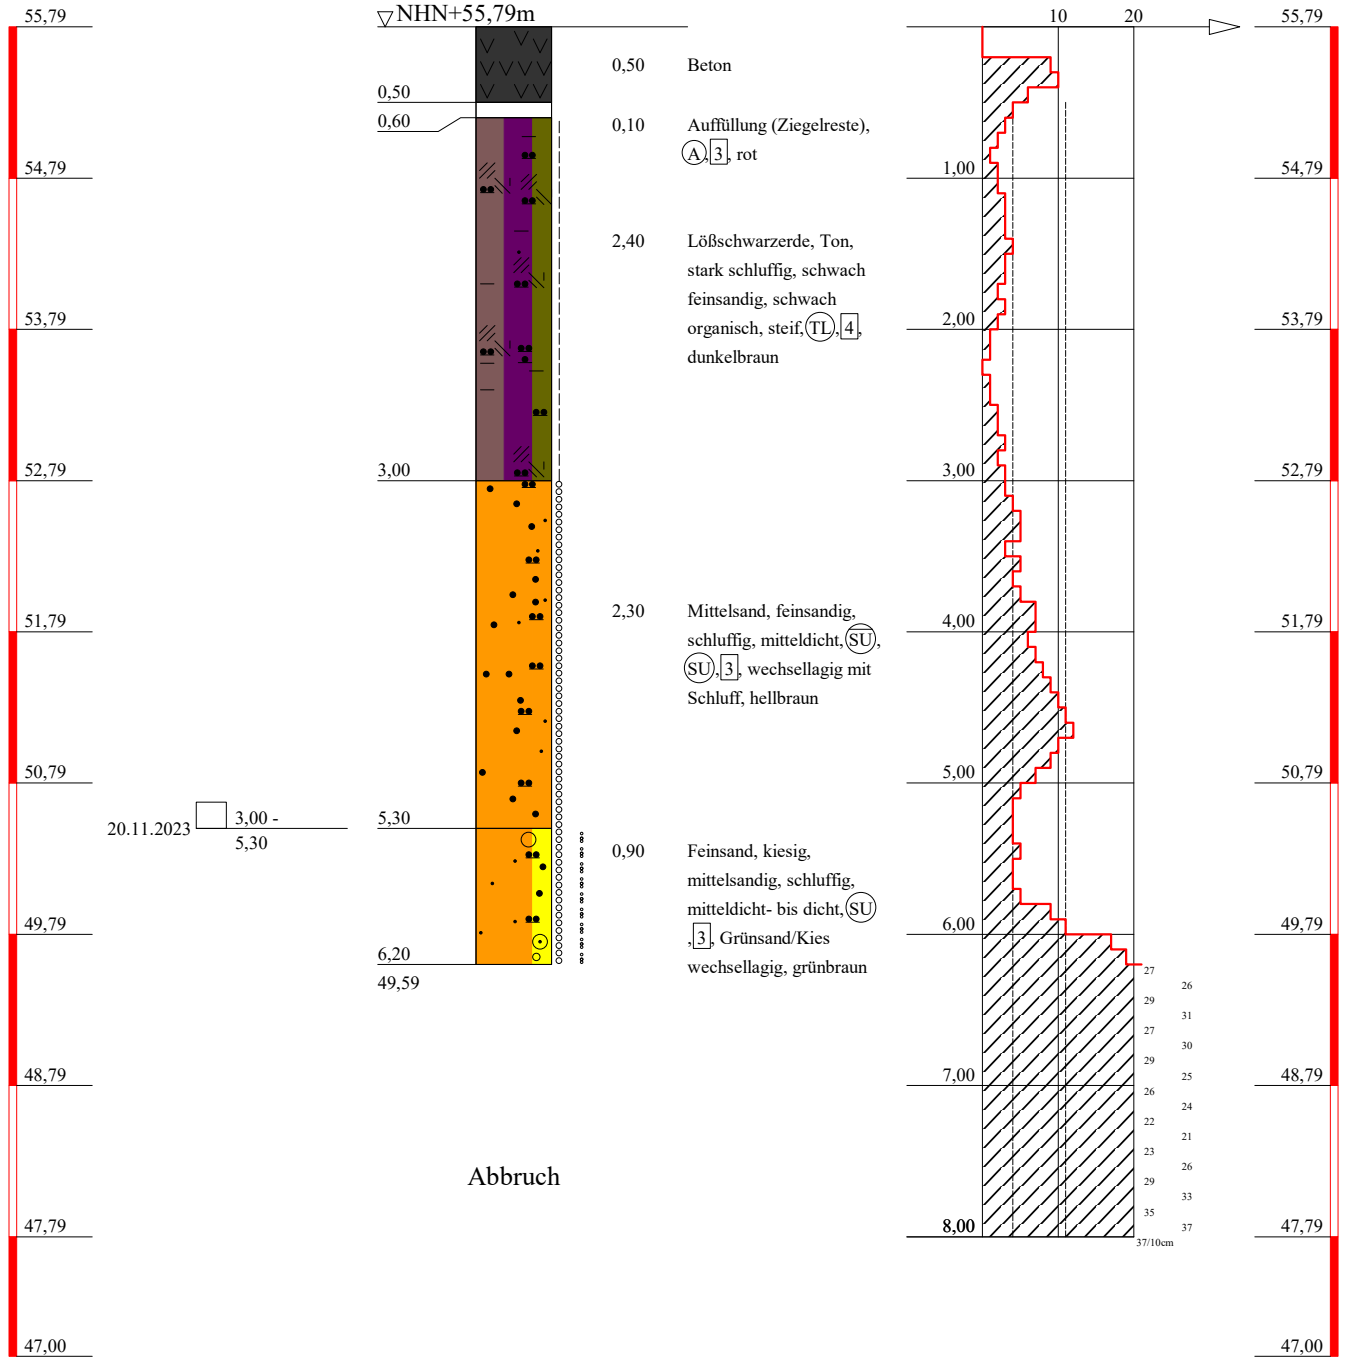 55,79
NHN+55,79m
10 20
55,79
0,50 Beton
0,50
0,60
0,10 Auffüllung (Ziegelreste),
A, 3, rot
54,79
1,00
54,79
2,40 Lößschwarzerde, Ton,
stark schluffig, schwach
feinsandig, schwach
organisch, steif, TL, 4,
dunkelbraun
53,79
2,00
53,79
52,79
3,00
3,00
52,79
2,30 Mittelsand, feinsandig,
schluffig, mitteldicht, S̅U̅,
SU, 3, wechsellagig mit
Schluff, hellbraun
51,79
4,00
51,79
50,79
5,00
50,79
20.11.2023
3,00 -
5,30
5,30
0,90 Feinsand, kiesig,
mittelsandig, schluffig,
mitteldicht- bis dicht, SU
, 3, Grünsand/Kies
wechsellagig, grünbraun
49,79
6,00
49,79
6,20
49,59
27
26
29
31
27
30
29
25
48,79
7,00
48,79
26
24
22
21
23
26
29
33
35
37
37/10cm
Abbruch
47,79
8,00
47,79
47,00
47,00